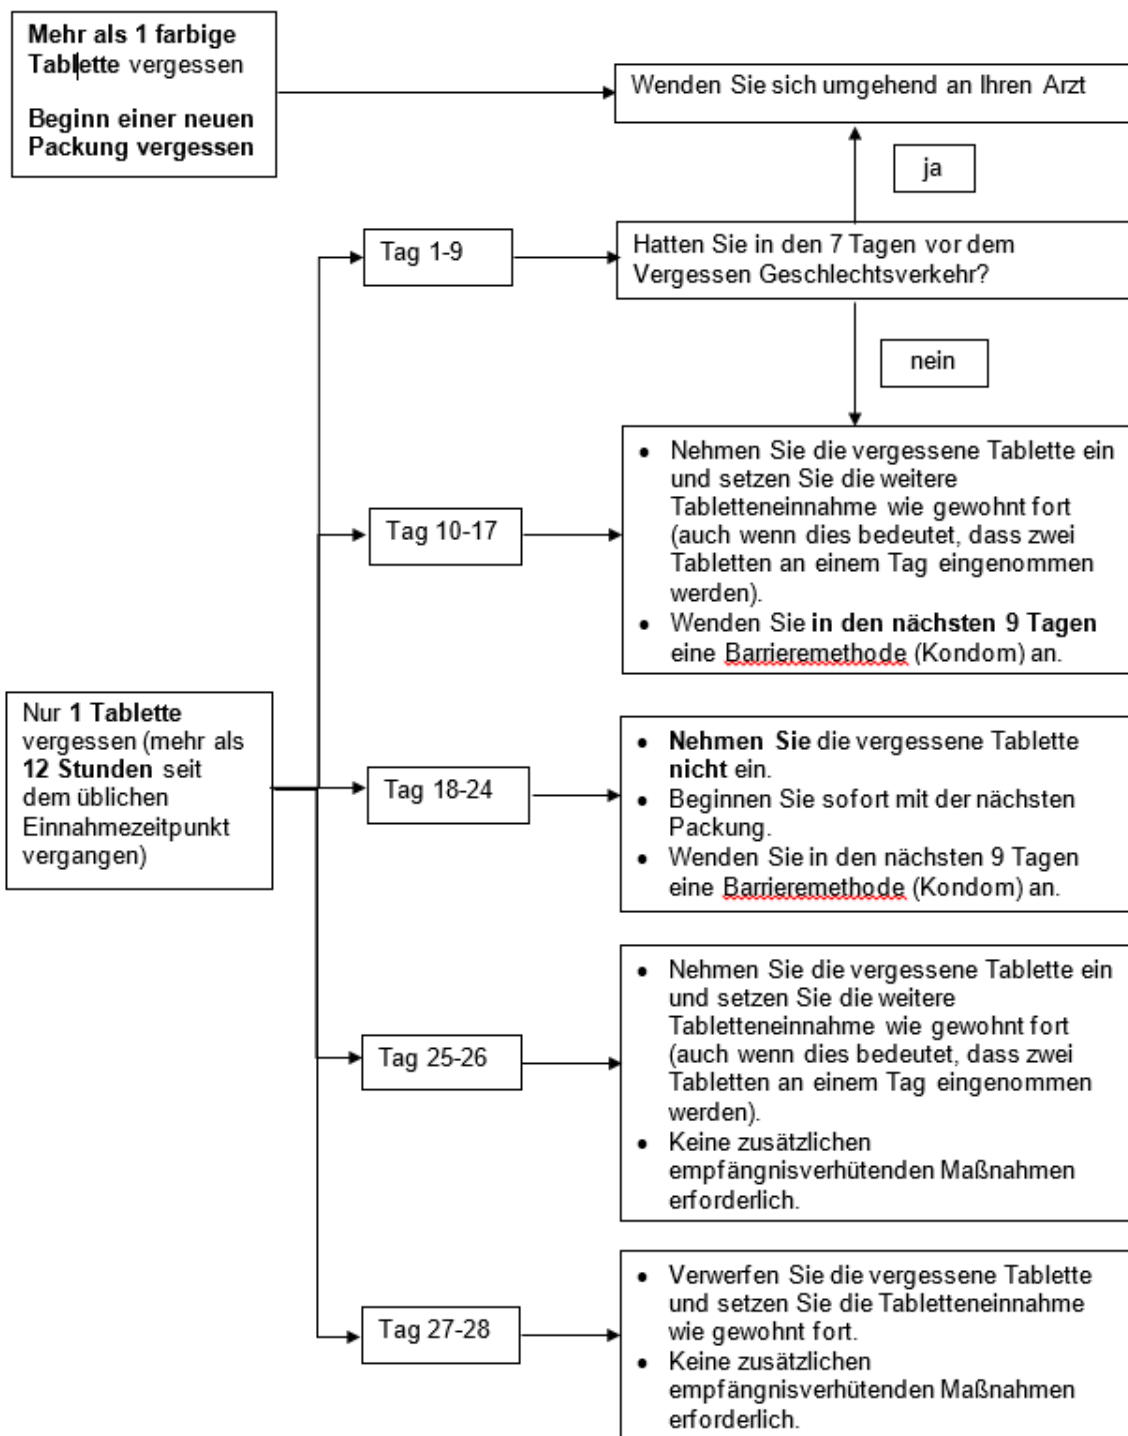 Mehr als 1 farbige
Tablette vergessen
Beginn einer neuen
Packung vergessen
Wenden Sie sich umgehend an Ihren Arzt
ja
Tag 1-9
Hatten Sie in den 7 Tagen vor dem
Vergessen Geschlechtsverkehr?
nein
Tag 10-17
• Nehmen Sie die vergessene Tablette ein
und setzen Sie die weitere
Tabletteneinnahme wie gewohnt fort
(auch wenn dies bedeutet, dass zwei
Tabletten an einem Tag eingenommen
werden).
• Wenden Sie in den nächsten 9 Tagen
eine Barrieremethode (Kondom) an.
Nur 1 Tablette
vergessen (mehr als
12 Stunden seit
dem üblichen
Einnahmezeitpunkt
vergangen)
Tag 18-24
• Nehmen Sie die vergessene Tablette
nicht ein.
• Beginnen Sie sofort mit der nächsten
Packung.
• Wenden Sie in den nächsten 9 Tagen
eine Barrieremethode (Kondom) an.
Tag 25-26
• Nehmen Sie die vergessene Tablette ein
und setzen Sie die weitere
Tabletteneinnahme wie gewohnt fort
(auch wenn dies bedeutet, dass zwei
Tabletten an einem Tag eingenommen
werden).
• Keine zusätzlichen
empfängnisverhütenden Maßnahmen
erforderlich.
Tag 27-28
• Verwerfen Sie die vergessene Tablette
und setzen Sie die Tabletteneinnahme
wie gewohnt fort.
• Keine zusätzlichen
empfängnisverhütenden Maßnahmen
erforderlich.